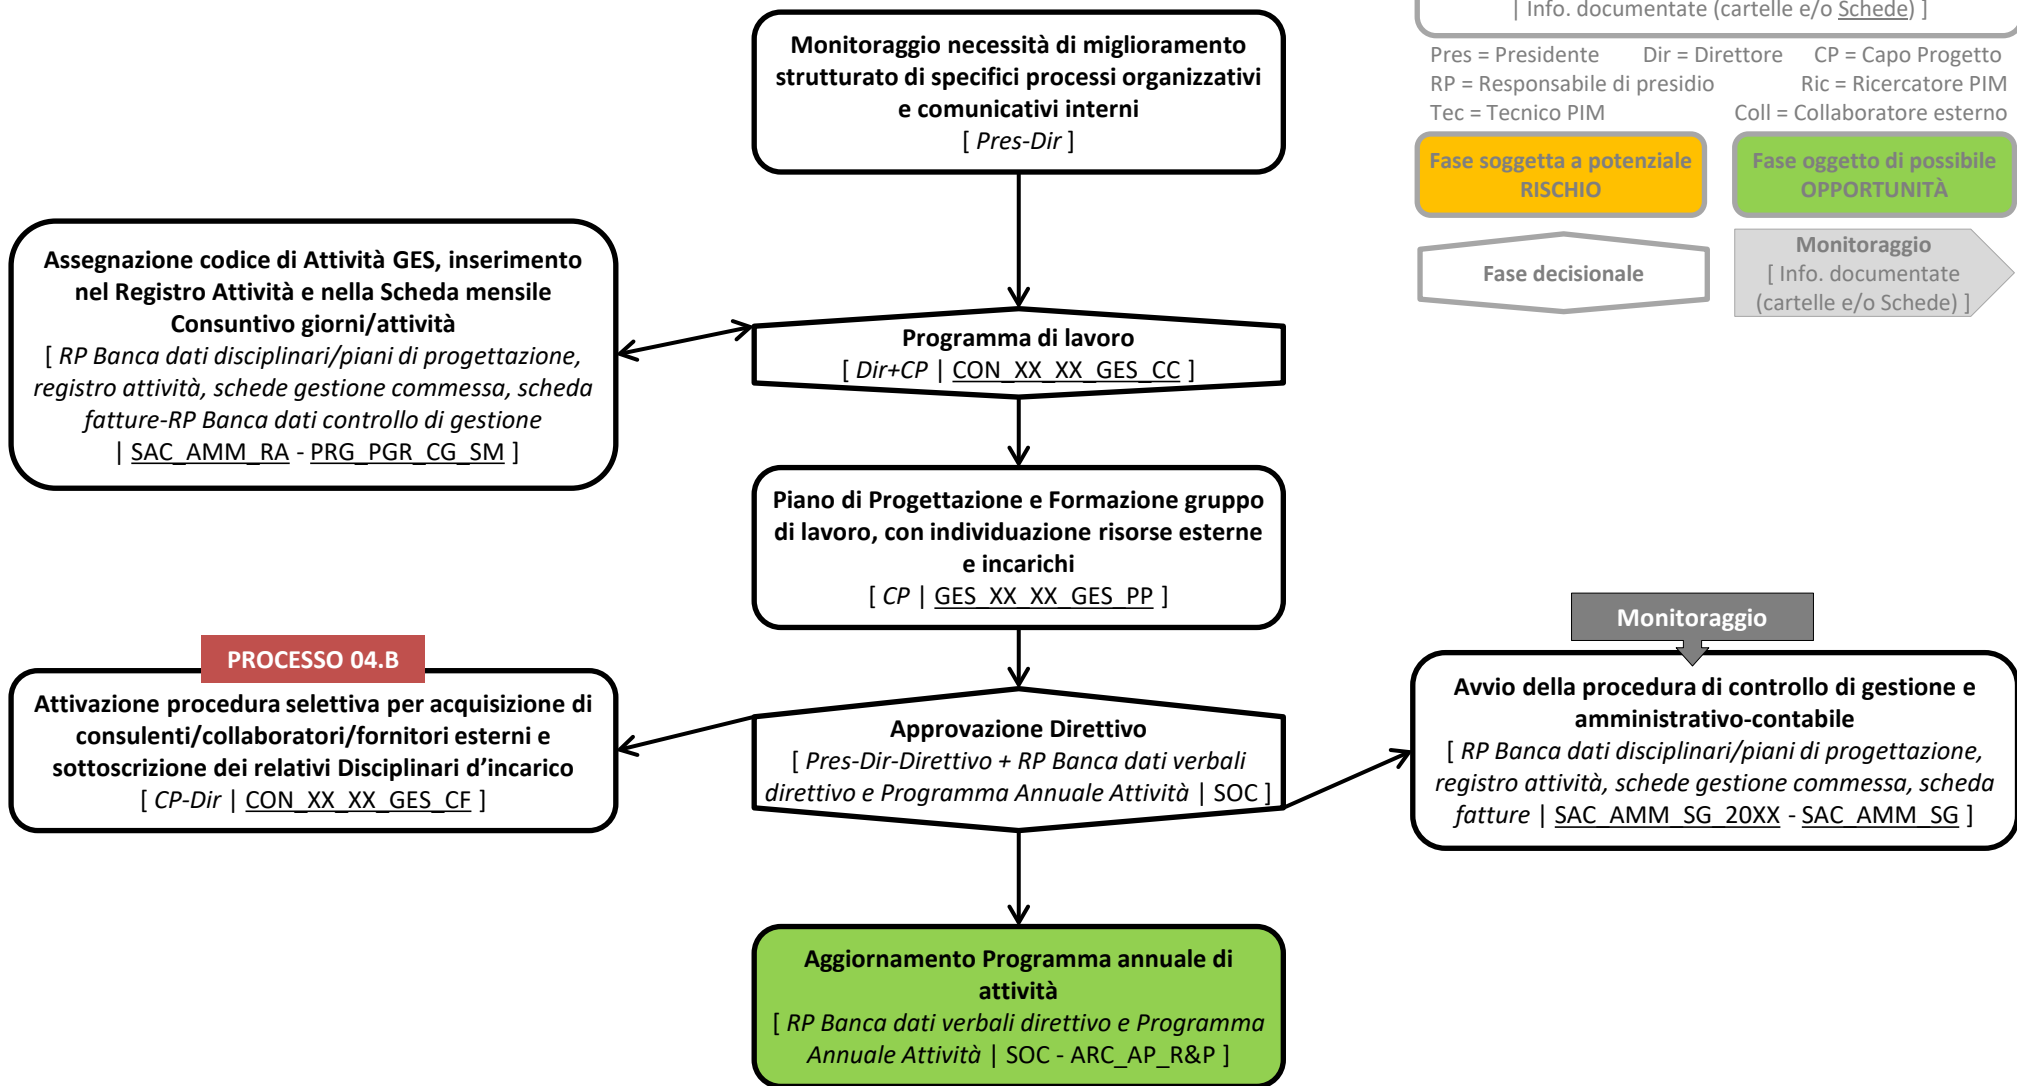 | Info. documentate (cartelle e/o Schede) ]
Pres = Presidente Dir = Direttore CP = Capo Progetto
RP = Responsabile di presidio Ric = Ricercatore PIM
Tec = Tecnico PIM Coll = Collaboratore esterno
Fase soggetta a potenziale
RISCHIO
Fase oggetto di possibile
OPPORTUNITÀ
Fase decisionale
Monitoraggio
[ Info. documentate
(cartelle e/o Schede) ]
Monitoraggio necessità di miglioramento
strutturato di specifici processi organizzativi
e comunicativi interni
[ Pres-Dir ]
Assegnazione codice di Attività GES, inserimento
nel Registro Attività e nella Scheda mensile
Consuntivo giorni/attività
[ RP Banca dati disciplinari/piani di progettazione,
registro attività, schede gestione commessa, scheda
fatture-RP Banca dati controllo di gestione
| SAC_AMM_RA - PRG_PGR_CG_SM ]
Programma di lavoro
[ Dir+CP | CON_XX_XX_GES_CC ]
Piano di Progettazione e Formazione gruppo
di lavoro, con individuazione risorse esterne
e incarichi
[ CP | GES_XX_XX_GES_PP ]
PROCESSO 04.B
Attivazione procedura selettiva per acquisizione di
consulenti/collaboratori/fornitori esterni e
sottoscrizione dei relativi Disciplinari d’incarico
[ CP-Dir | CON_XX_XX_GES_CF ]
Approvazione Direttivo
[ Pres-Dir-Direttivo + RP Banca dati verbali
direttivo e Programma Annuale Attività | SOC ]
Monitoraggio
Avvio della procedura di controllo di gestione e
amministrativo-contabile
[ RP Banca dati disciplinari/piani di progettazione,
registro attività, schede gestione commessa, scheda
fatture | SAC_AMM_SG_20XX - SAC_AMM_SG ]
Aggiornamento Programma annuale di
attività
[ RP Banca dati verbali direttivo e Programma
Annuale Attività | SOC - ARC_AP_R&P ]